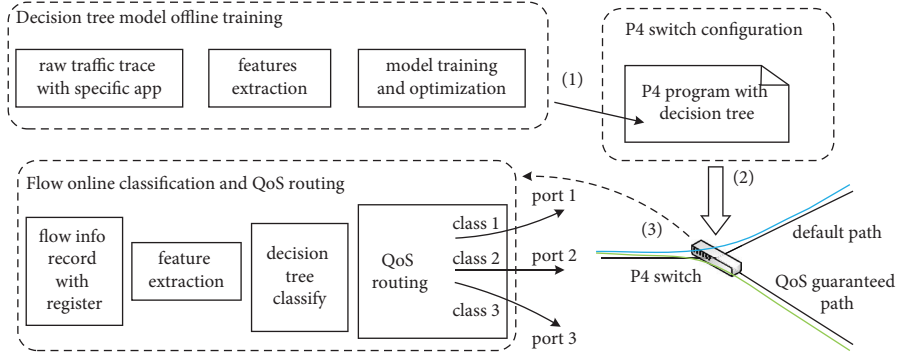 Decision tree model offline training
raw traffic trace
with specific app
features
extraction
model training
and optimization
(1)
P4 switch configuration
P4 program with
decision tree
(2)
Flow online classification and QoS routing
flow info
record
with
register
feature
extraction
decision
tree
classify
QoS
routing
class 1
class 2
class 3
port 1
port 2
port 3
(3)
P4 switch
default path
QoS guaranteed
path